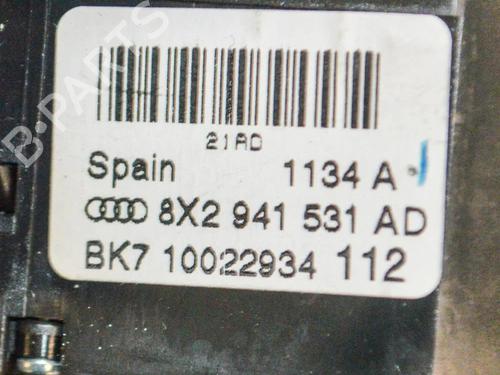 B-PARTS
21AD
Spain 1134 A
8X2 941 531 AD
BK7 10022934 112